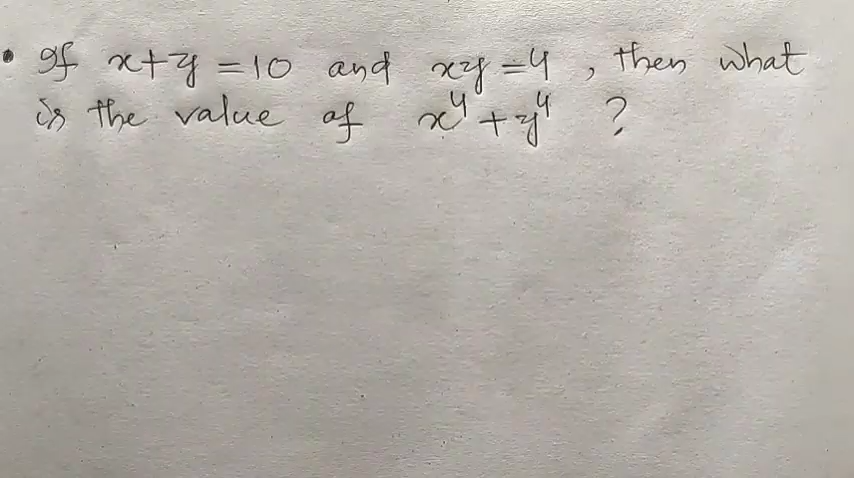 • If x+y=10 and xy=4, then what
is the value of x⁴+y⁴ ?